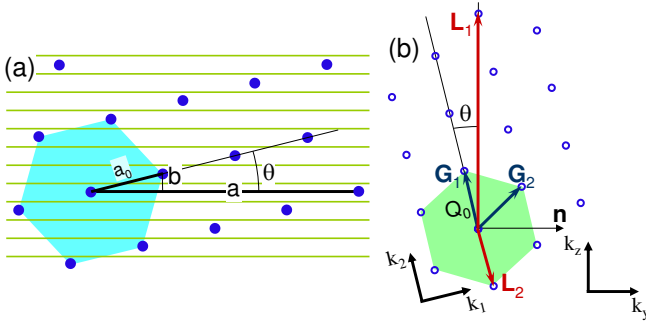 (a)
a₀
b
a
θ
(b)
L₁
θ
G₁
G₂
Q₀
n
L₂
k₂
k₁
k_z
k_y